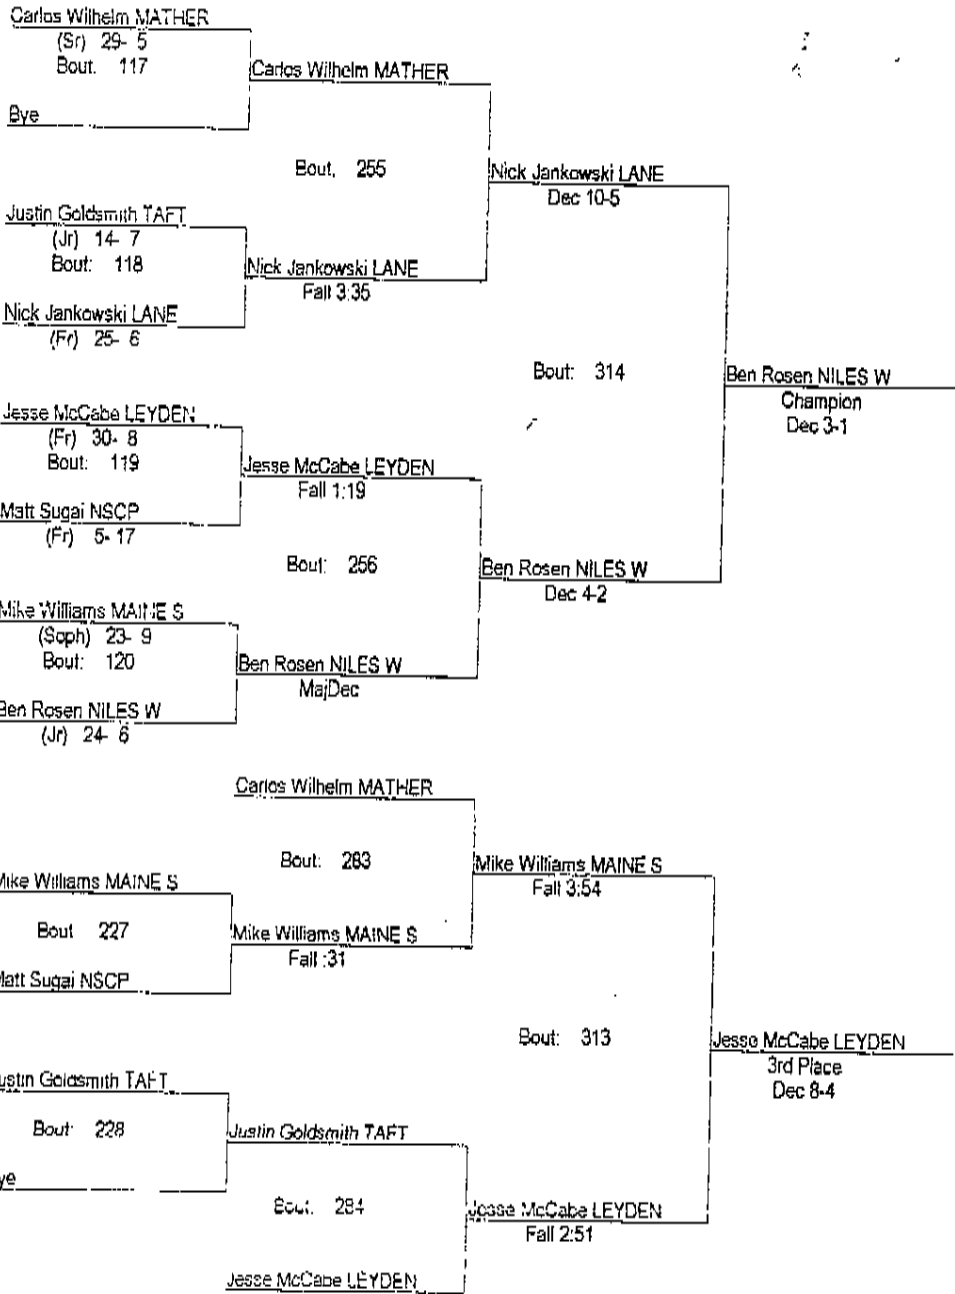 Carlos Wilhelm MATHER
(Sr) 29- 5
Bout. 117
Carlos Wilhelm MATHER
Bye
Bout. 255
Nick Jankowski LANE
Dec 10-5
Justin Goldsmith TAFT
(Jr) 14- 7
Bout: 118
Nick Jankowski LANE
Fall 3:35
Nick Jankowski LANE
(Fr) 25- 6
Bout: 314
Ben Rosen NILES W
Champion
Dec 3-1
Jesse McCabe LEYDEN
(Fr) 30- 8
Bout: 119
Jesse McCabe LEYDEN
Fall 1:19
Matt Sugai NSCP
(Fr) 5- 17
Bout: 256
Ben Rosen NILES W
Dec 4-2
Mike Williams MAINE S
(Soph) 23- 9
Bout: 120
Ben Rosen NILES W
MajDec
Ben Rosen NILES W
(Jr) 24- 6
Carlos Wilhelm MATHER
Bout: 283
Mike Williams MAINE S
Fall 3:54
Mike Williams MAINE S
Bout 227
Mike Williams MAINE S
Fall :31
Matt Sugai NSCP
Bout: 313
Jesse McCabe LEYDEN
3rd Place
Dec 8-4
ustin Goldsmith TAFT
Bout: 228
Justin Goldsmith TAFT
ye
Bout. 284
Jesse McCabe LEYDEN
Fall 2:51
Jesse McCabe LEYDEN